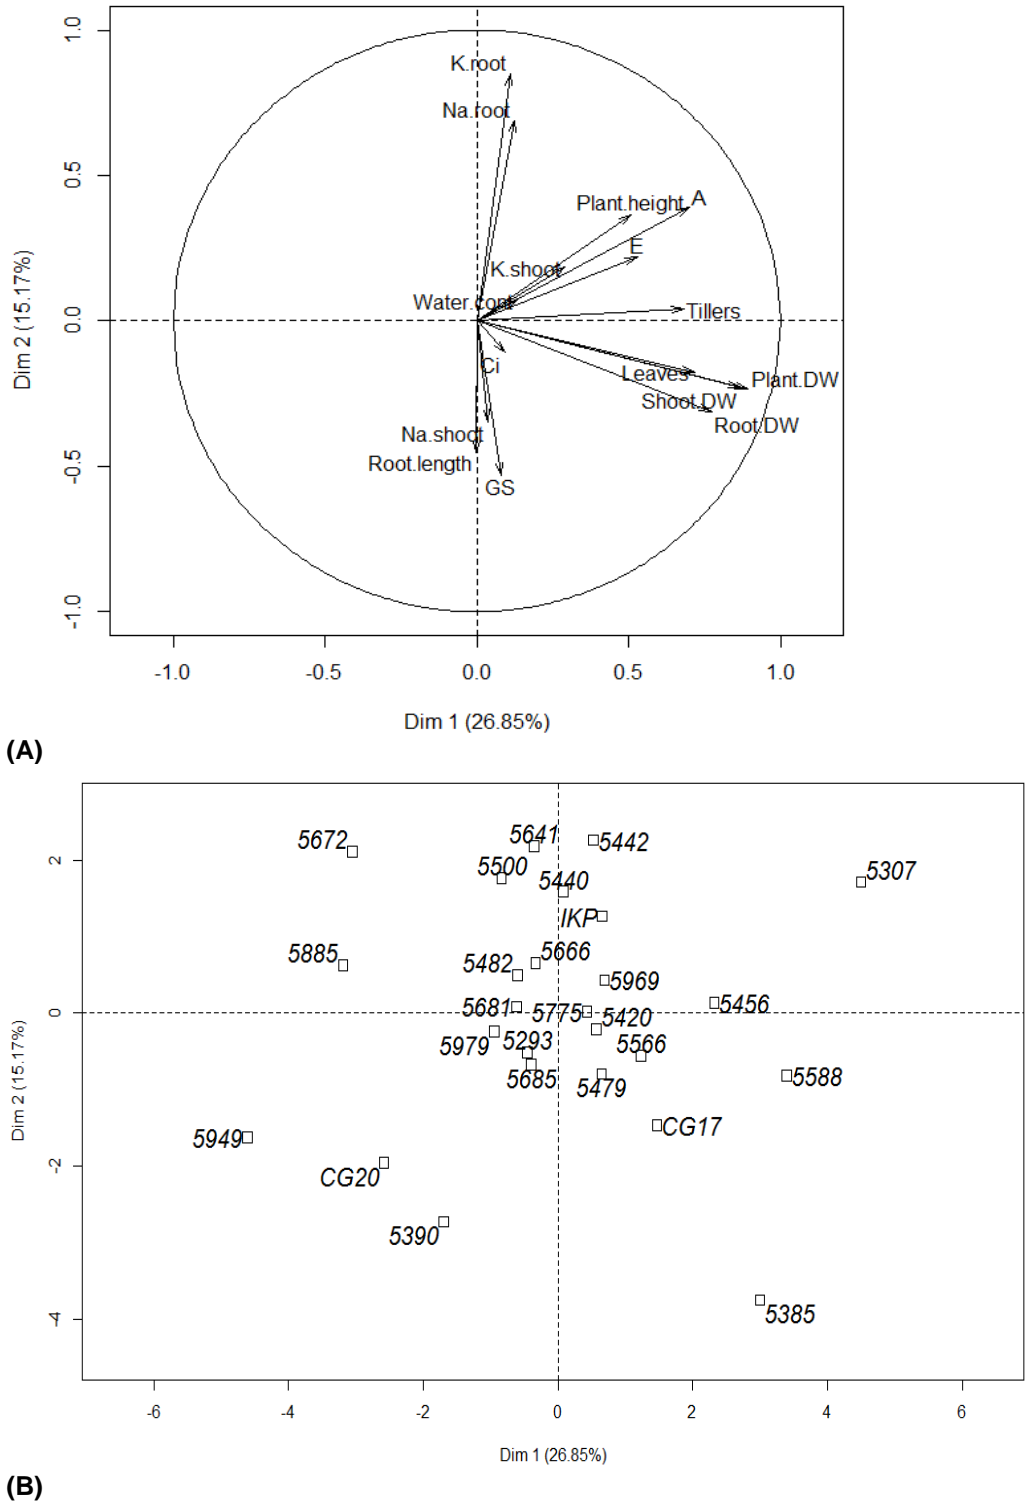 1.0
K.root
Na.root
0.5
Plant.height A
E
K.shoot
Water.cont
0.0
Tillers
Ci
Leaves
Plant.DW
Shoot.DW
Root.DW
Na.shoot
-0.5
Root.length
GS
-1.0
Dim 2 (15.17%)
-1.0 -0.5 0.0 0.5 1.0
Dim 1 (26.85%)
(A)
5641
5672
5442
2
5500
5440
5307
IKP
5885
5666
5482
5969
5681
5775
5456
0
5420
5979
5293
5566
5685
5479
5588
CG17
5949
-2
CG20
5390
-4
5385
Dim 2 (15.17%)
-6 -4 -2 0 2 4 6
Dim 1 (26.85%)
(B)